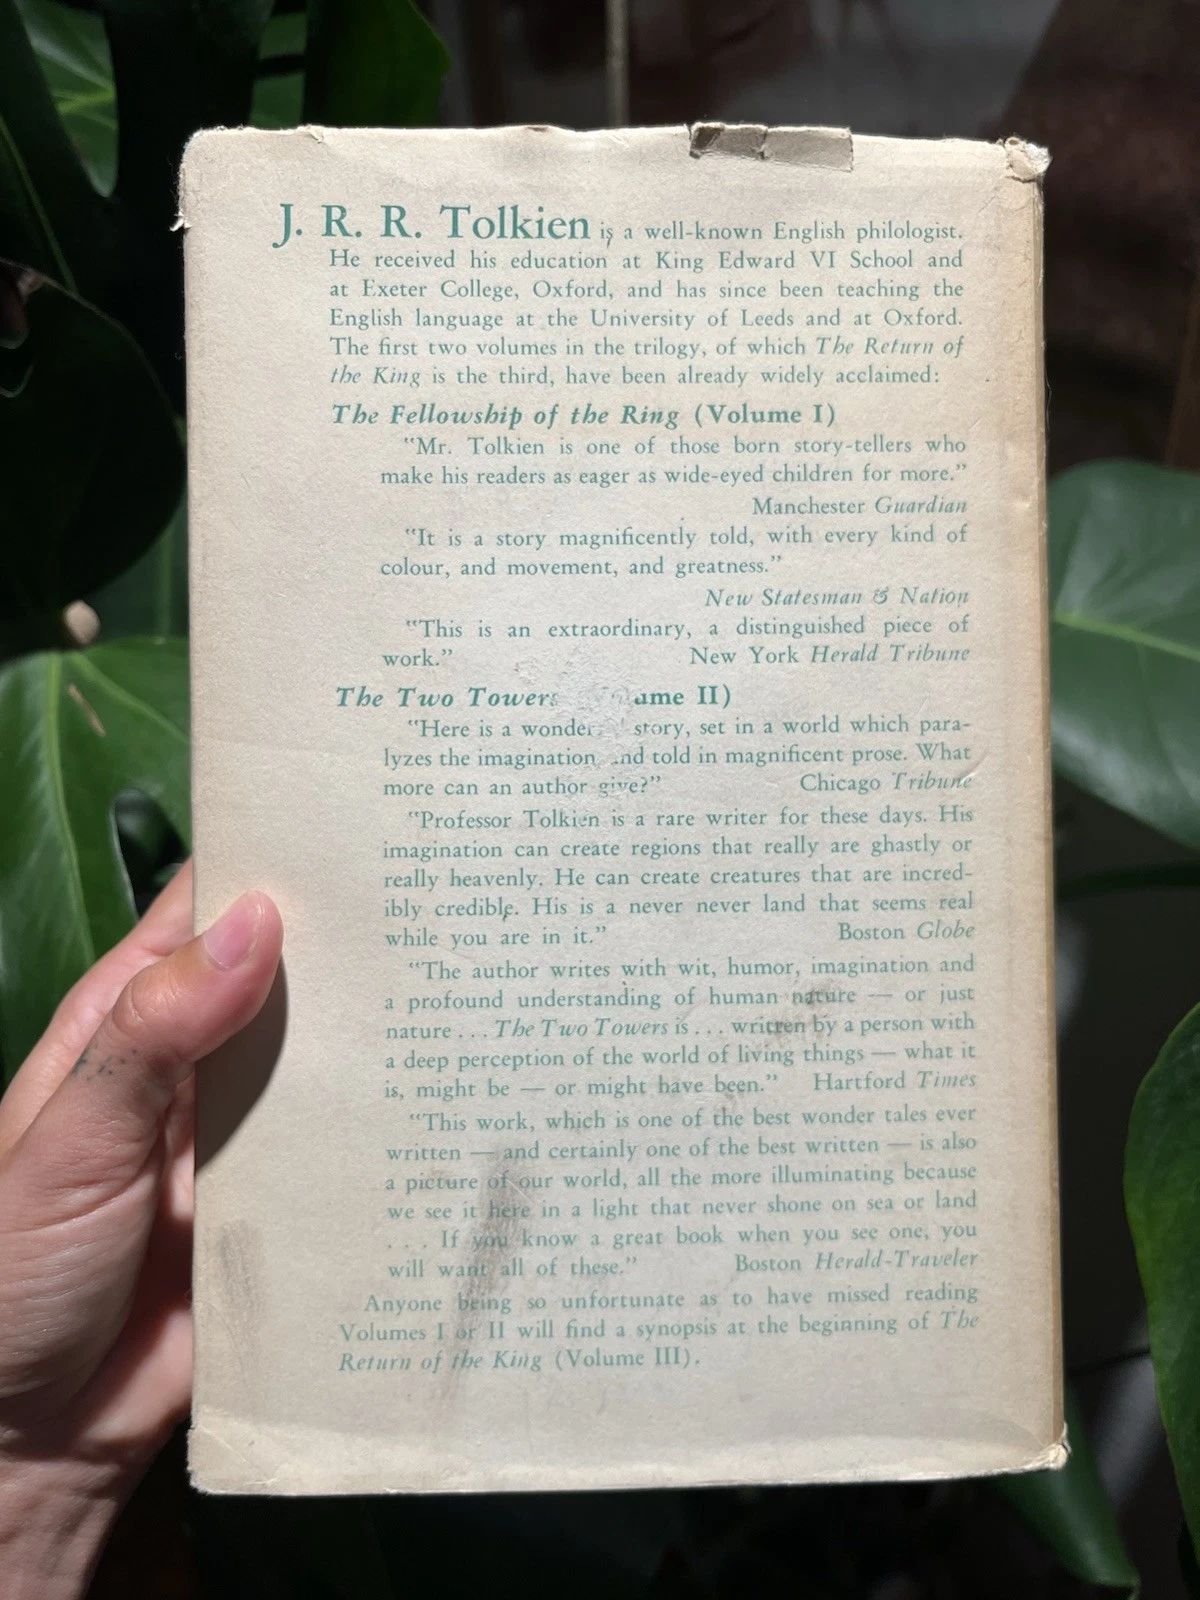 J. R. R. Tolkien is a well-known English philologist.
He received his education at King Edward VI School and
at Exeter College, Oxford, and has since been teaching the
English language at the University of Leeds and at Oxford.
The first two volumes in the trilogy, of which The Return of
the King is the third, have been already widely acclaimed:
The Fellowship of the Ring (Volume I)
"Mr. Tolkien is one of those born story-tellers who
make his readers as eager as wide-eyed children for more."
Manchester Guardian
"It is a story magnificently told, with every kind of
colour, and movement, and greatness."
New Statesman & Nation
"This is an extraordinary, a distinguished piece of
work." New York Herald Tribune
The Two Towers II)
"Here is a story, set in a world which para-
lyzes the imagination and told in magnificent prose. What
more can an author give?" Chicago Tribune
"Professor Tolkien is a rare writer for these days. His
imagination can create regions that really are ghastly or
really heavenly. He can create creatures that are incred-
ibly credible. His is a never never land that seems real
while you are in it." Boston Globe
"The author writes with wit, humor, imagination and
a profound understanding of human nature — or just
nature . . . The Two Towers is . . . written by a person with
a deep perception of the world of living things — what it
is, might be — or might have been." Hartford Times
"This work, which is one of the best wonder tales ever
written — and certainly one of the best written — is also
a picture of our world, all the more illuminating because
we see it here in a light that never shone on sea or land
. . . If you know a great book when you see one, you
will want all of these." Boston Herald-Traveler
Anyone being so unfortunate as to have missed reading
Volumes I or II will find a synopsis at the beginning of The
Return of the King (Volume III).